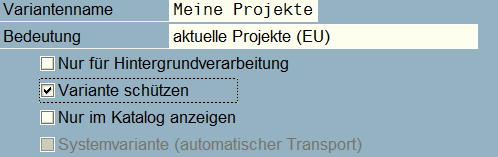 Variantenname Meine Projekte
Bedeutung aktuelle Projekte (EU)
Nur für Hintergrundverarbeitung
Variante schützen
Nur im Katalog anzeigen
Systemvariante (automatischer Transport)